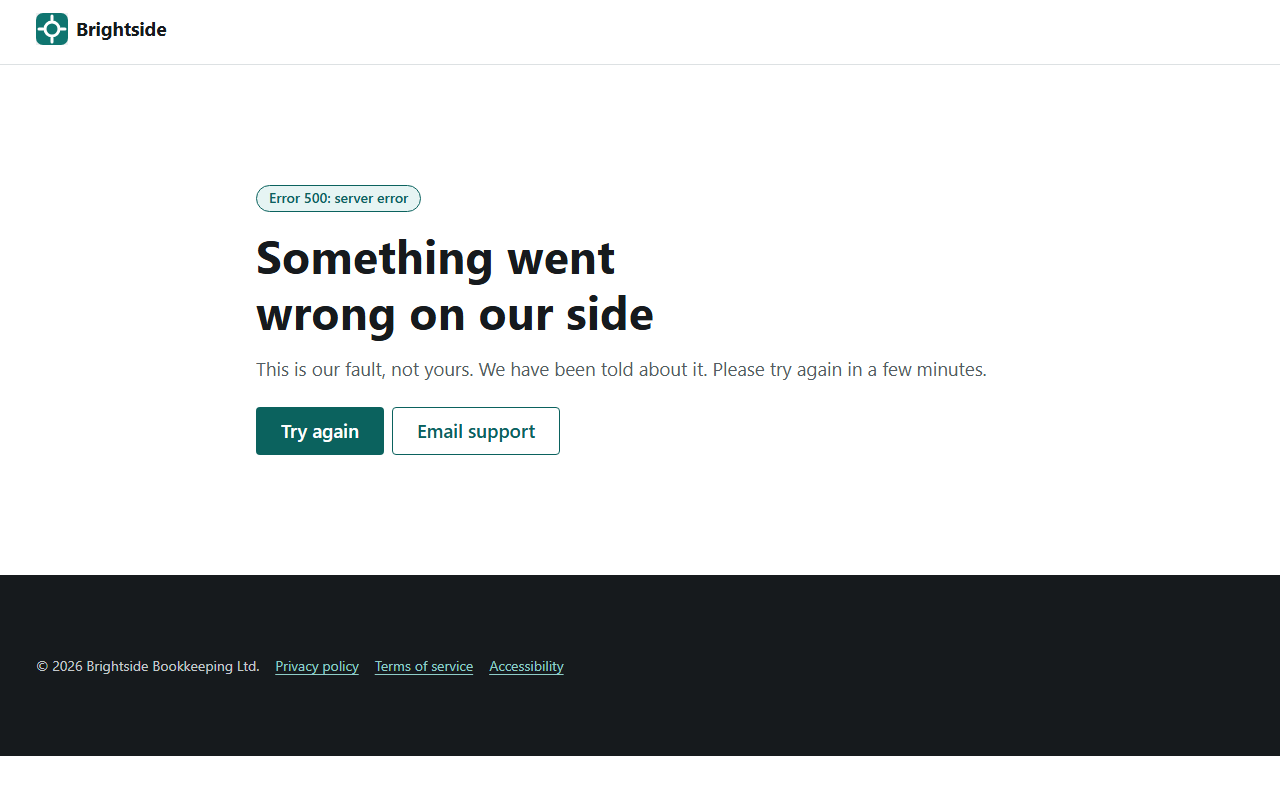 Brightside
Error 500: server error
Something went
wrong on our side
This is our fault, not yours. We have been told about it. Please try again in a few minutes.
Try again
Email support
© 2026 Brightside Bookkeeping Ltd. Privacy policy Terms of service Accessibility